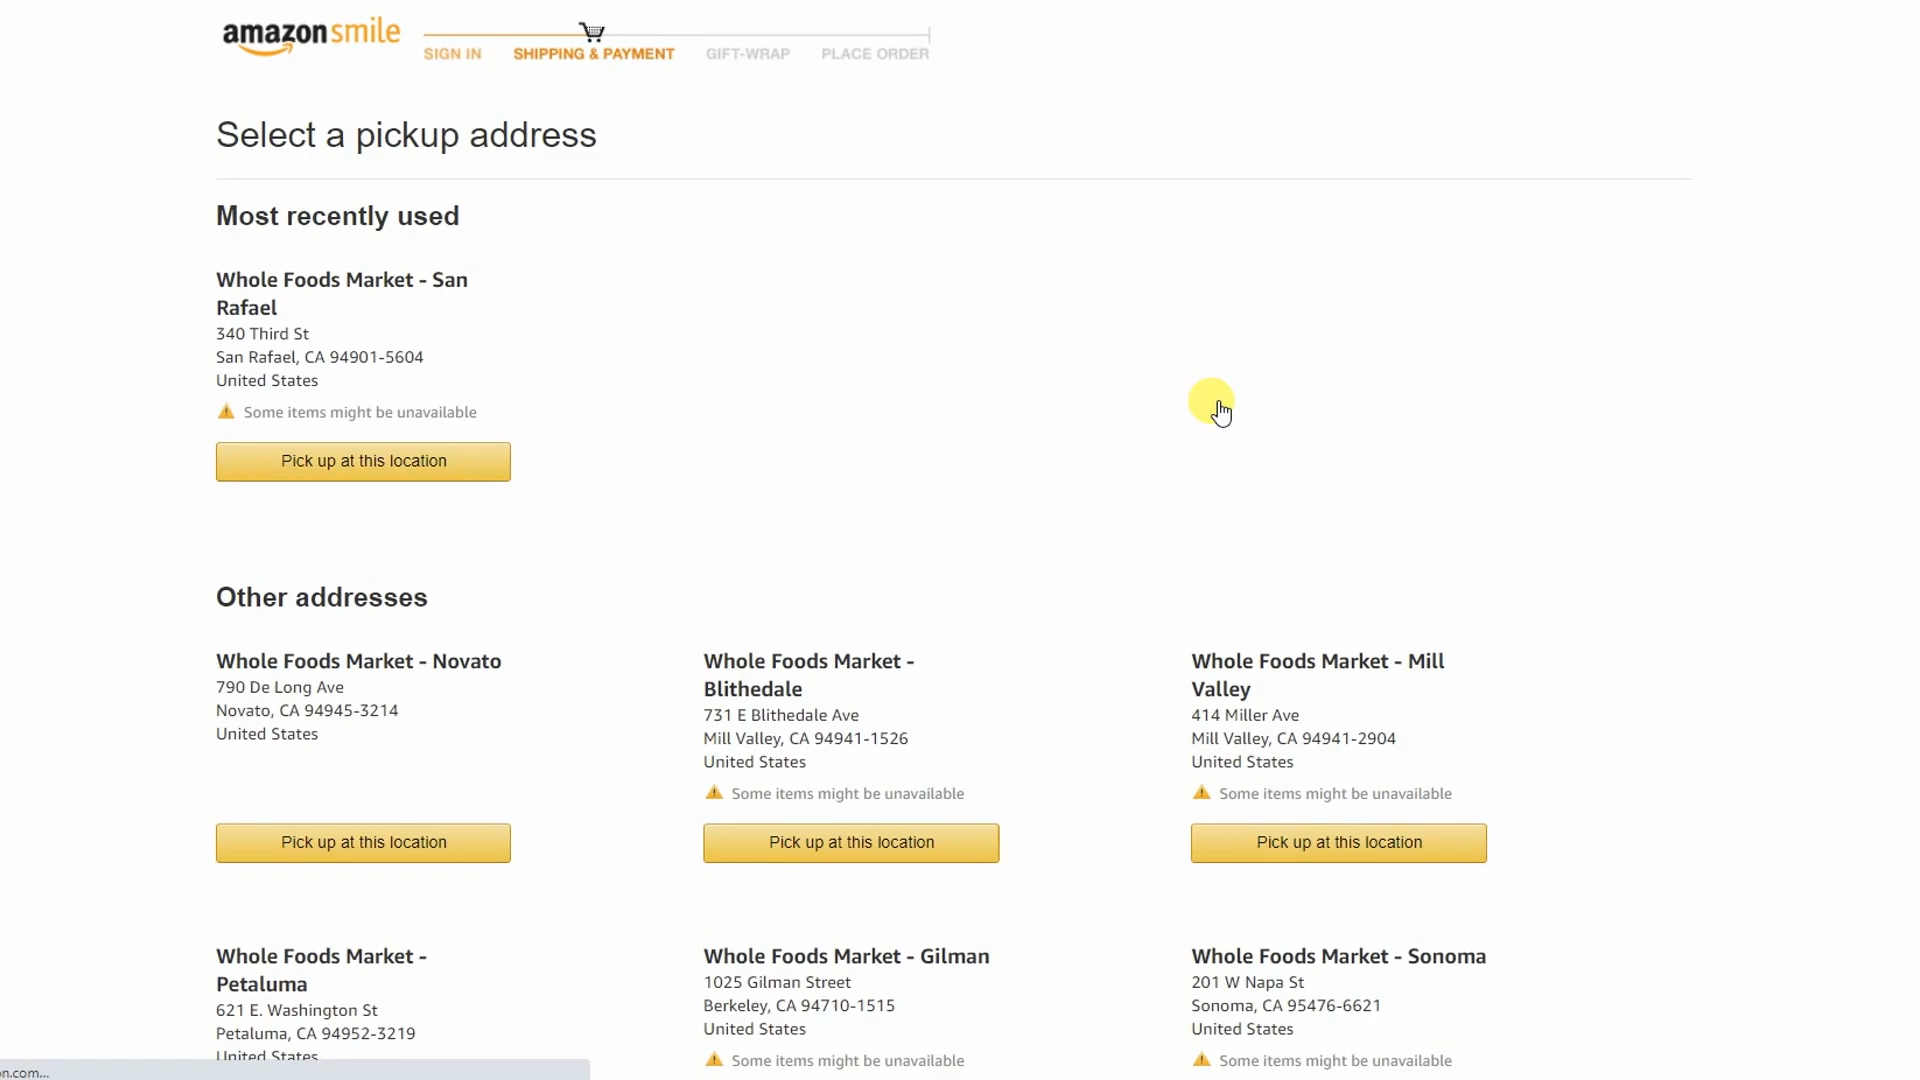 amazonsmile
SIGN IN SHIPPING & PAYMENT GIFT-WRAP PLACE ORDER
Select a pickup address
Most recently used
Whole Foods Market - San
Rafael
340 Third St
San Rafael, CA 94901-5604
United States
Some items might be unavailable
Pick up at this location
Other addresses
Whole Foods Market - Novato
790 De Long Ave
Novato, CA 94945-3214
United States
Pick up at this location
Whole Foods Market -
Blithedale
731 E Blithedale Ave
Mill Valley, CA 94941-1526
United States
Some items might be unavailable
Pick up at this location
Whole Foods Market - Mill
Valley
414 Miller Ave
Mill Valley, CA 94941-2904
United States
Some items might be unavailable
Pick up at this location
Whole Foods Market -
Petaluma
621 E. Washington St
Petaluma, CA 94952-3219
United States
Whole Foods Market - Gilman
1025 Gilman Street
Berkeley, CA 94710-1515
United States
Some items might be unavailable
Whole Foods Market - Sonoma
201 W Napa St
Sonoma, CA 95476-6621
United States
Some items might be unavailable
n.com...